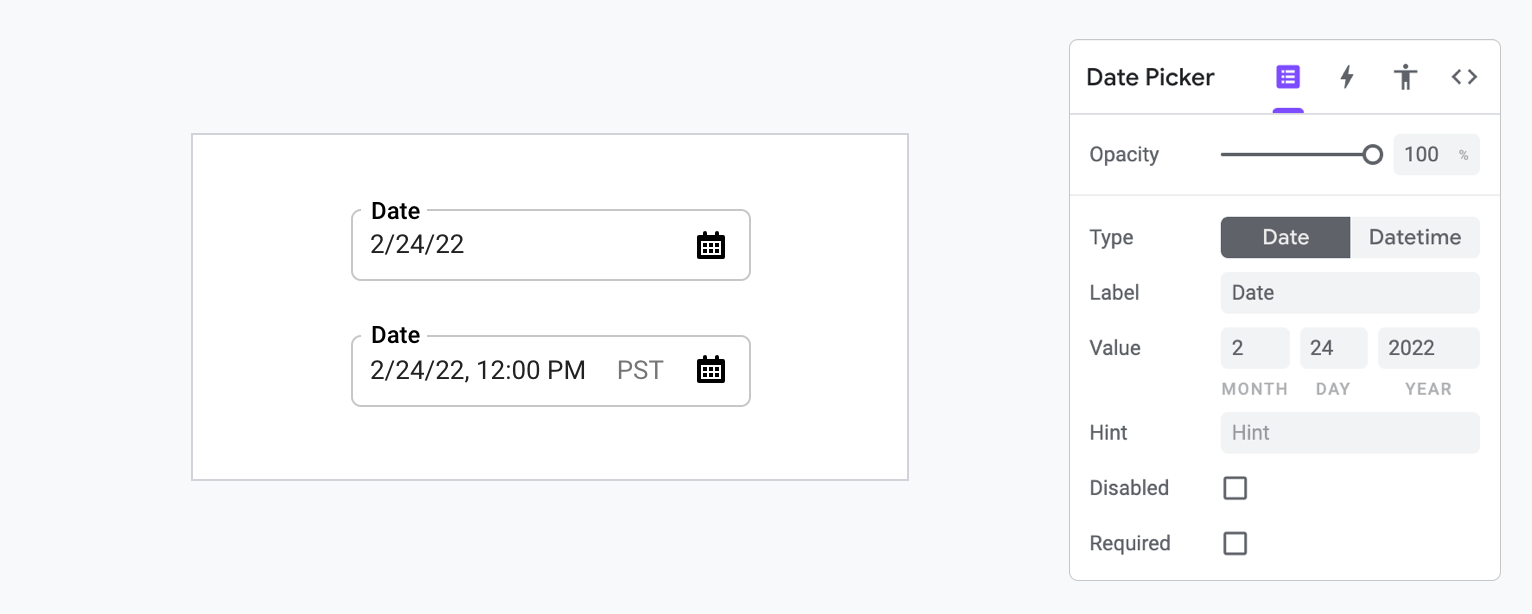 Date
2/24/22
Date
2/24/22, 12:00 PM PST
Date Picker
Opacity 100 %
Type Date Datetime
Label Date
Value 2 24 2022
MONTH DAY YEAR
Hint Hint
Disabled
Required